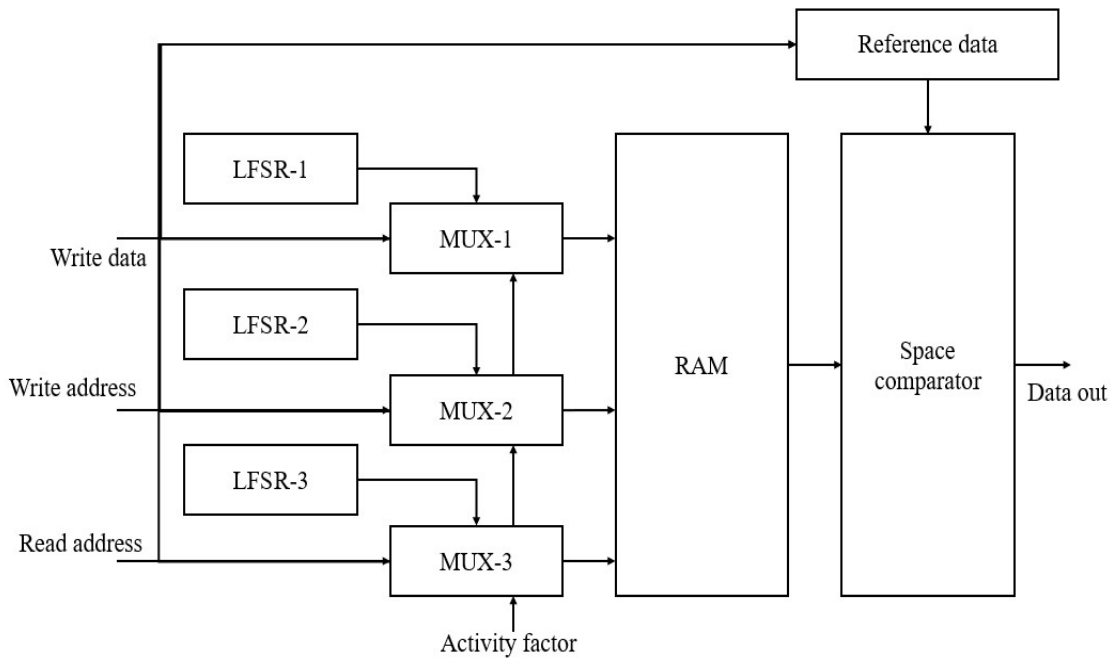 Reference data
LFSR-1
MUX-1
Write data
LFSR-2
Space
comparator
RAM
Write address
MUX-2
Data out
LFSR-3
Read address
MUX-3
Activity factor